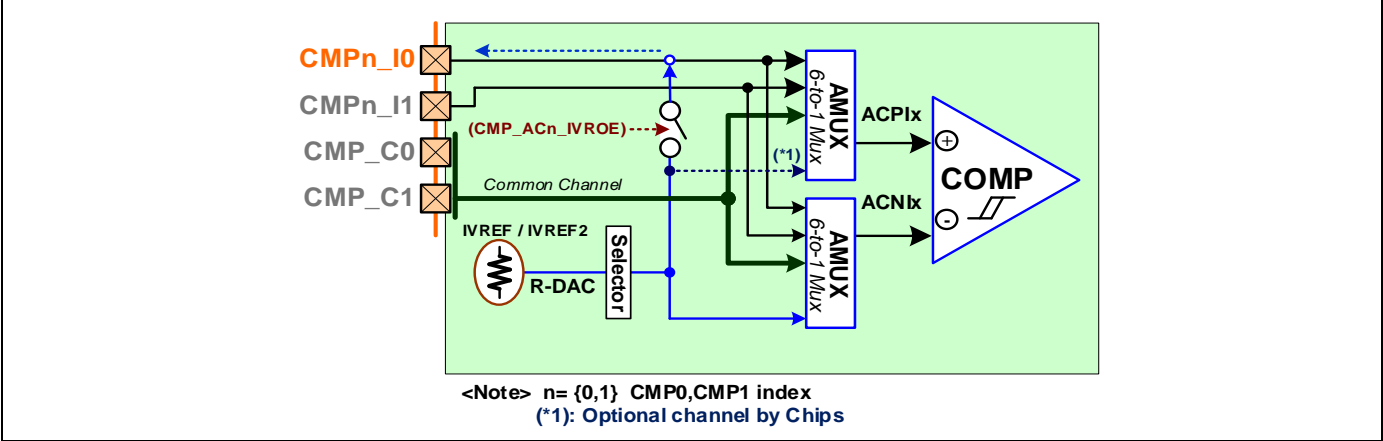 CMPn_I0
CMPn_I1
CMP_C0
CMP_C1
(CMP_ACn_IVROE)
(*1)
Common Channel
IVREF / IVREF2
R-DAC
Selector
AMUX
6-to-1 Mux
AMUX
6-to-1 Mux
ACPIx
ACNIx
+
COMP
-
<Note> n= {0,1} CMP0,CMP1 index
(*1): Optional channel by Chips